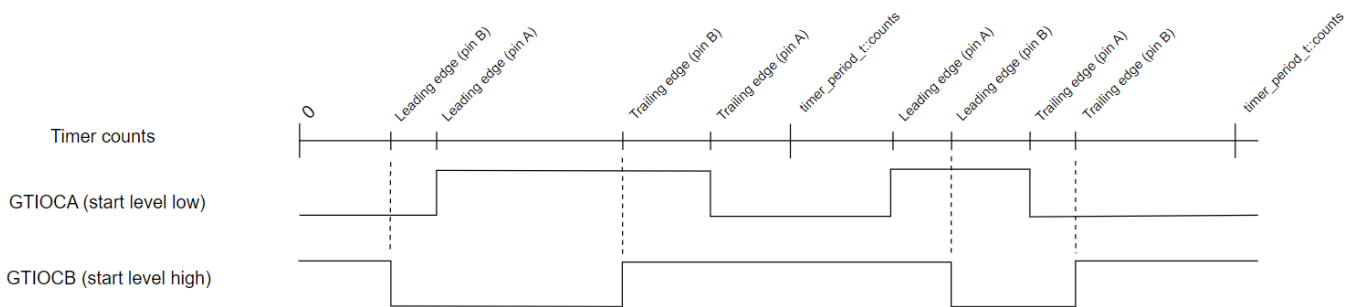 0
Leading edge (pin B)
Leading edge (pin A)
Trailing edge (pin B)
Trailing edge (pin A)
timer_period_t::counts
Leading edge (pin A)
Leading edge (pin B)
Trailing edge (pin A)
Trailing edge (pin B)
timer_period_t::counts
Timer counts
GTIOCA (start level low)
GTIOCB (start level high)